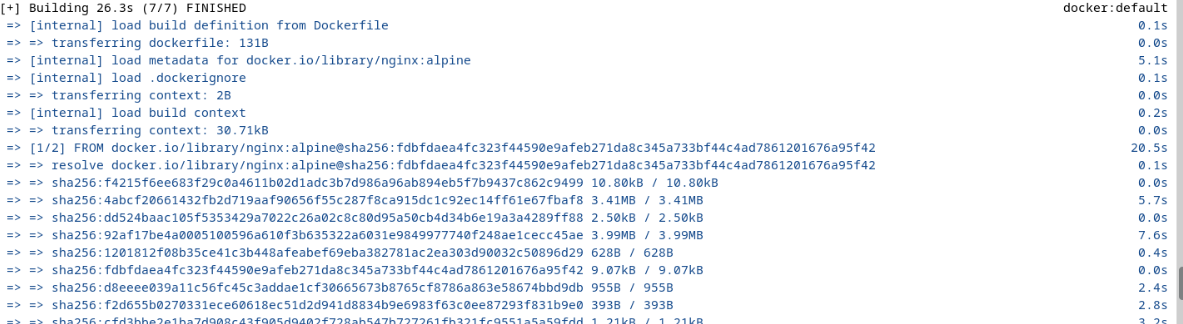 [+] Building 26.3s (7/7) FINISHED docker:default
=> [internal] load build definition from Dockerfile 0.1s
=> => transferring dockerfile: 131B 0.0s
=> [internal] load metadata for docker.io/library/nginx:alpine 5.1s
=> [internal] load .dockerignore 0.1s
=> => transferring context: 2B 0.0s
=> [internal] load build context 0.2s
=> => transferring context: 30.71kB 0.0s
=> [1/2] FROM docker.io/library/nginx:alpine@sha256:fdbfdaea4fc323f44590e9afeb271da8c345a733bf44c4ad7861201676a95f42 20.5s
=> => resolve docker.io/library/nginx:alpine@sha256:fdbfdaea4fc323f44590e9afeb271da8c345a733bf44c4ad7861201676a95f42 0.1s
=> => sha256:f4215f6ee683f29c0a4611b02d1adc3b7d986a96ab894eb5f7b9437c862c9499 10.80kB / 10.80kB 0.0s
=> => sha256:4abcf20661432fb2d719aaf90656f55c287f8ca915dc1c92ec14ff61e67fbaf8 3.41MB / 3.41MB 5.7s
=> => sha256:dd524baac105f5353429a7022c26a02c8c80d95a50cb4d34b6e19a3a4289ff88 2.50kB / 2.50kB 0.0s
=> => sha256:92af17be4a0005100596a610f3b635322a6031e9849977740f248ae1cecc45ae 3.99MB / 3.99MB 7.6s
=> => sha256:1201812f08b35ce41c3b448afeabef69eba382781ac2ea303d90032c50896d29 628B / 628B 0.4s
=> => sha256:fdbfdaea4fc323f44590e9afeb271da8c345a733bf44c4ad7861201676a95f42 9.07kB / 9.07kB 0.0s
=> => sha256:d8eeee039a11c56fc45c3addae1cf30665673b8765cf8786a863e58674bbd9db 955B / 955B 2.4s
=> => sha256:f2d655b0270331ece60618ec51d2d941d8834b9e6983f63c0ee87293f831b9e0 393B / 393B 2.8s
=> => sha256:cfd3bbe2e1ba7d908c43f905d9402f728ab547b727261fb321fc9551a5a59fdd 1.21kB / 1.21kB 3.2s